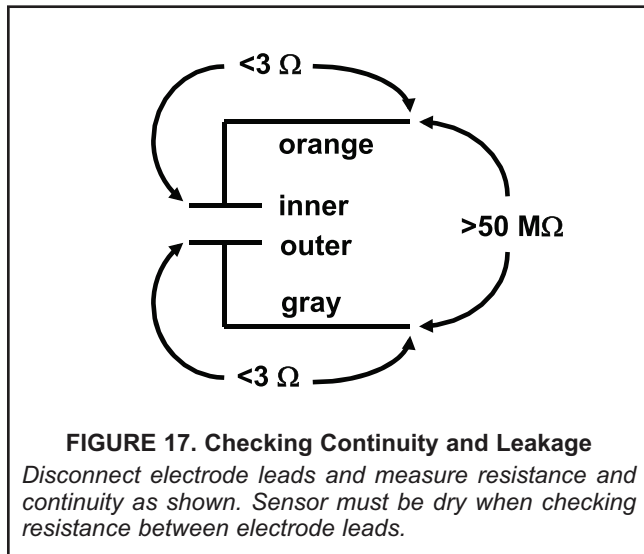 <3 Ω
orange
inner
>50 MΩ
outer
gray
<3 Ω
FIGURE 17. Checking Continuity and Leakage
Disconnect electrode leads and measure resistance and
continuity as shown. Sensor must be dry when checking
resistance between electrode leads.